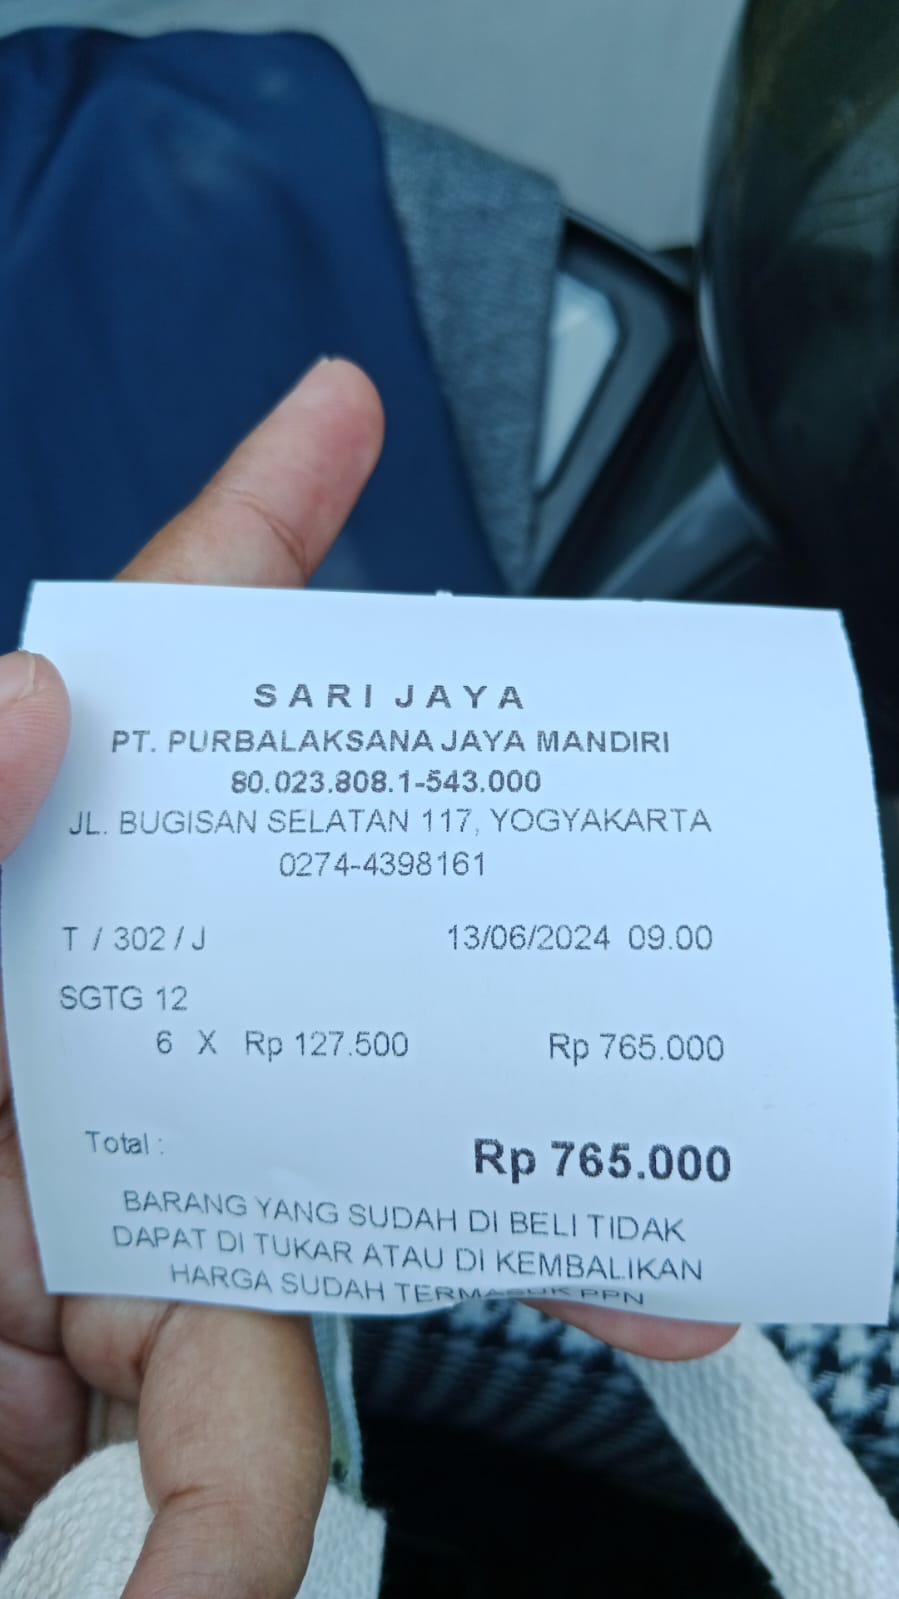 SARI JAYA
PT. PURBALAKSANA JAYA MANDIRI
80.023.808.1-543.000
JL. BUGISAN SELATAN 117, YOGYAKARTA
0274-4398161
T / 302 / J 13/06/2024 09.00
SGTG 12
6 X Rp 127.500 Rp 765.000
Total : Rp 765.000
BARANG YANG SUDAH DI BELI TIDAK
DAPAT DI TUKAR ATAU DI KEMBALIKAN
HARGA SUDAH TERMASUK PPN